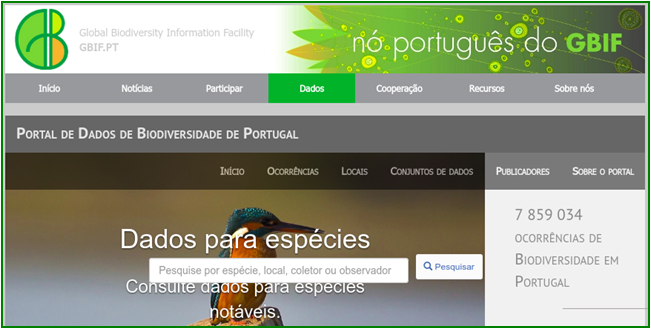 Global Biodiversity Information Facility
GBIF.PT
nó português do GBIF
Início Notícias Participar Dados Cooperação Recursos Sobre nós
Portal de Dados de Biodiversidade de Portugal
Início Ocorrências Locais Conjuntos de dados Publicadores Sobre o portal
Dados para espécies
Pesquise por espécie, local, coletor ou observador Pesquisar
Consulte dados para espécies
notáveis.
7 859 034
ocorrências de
Biodiversidade em
Portugal